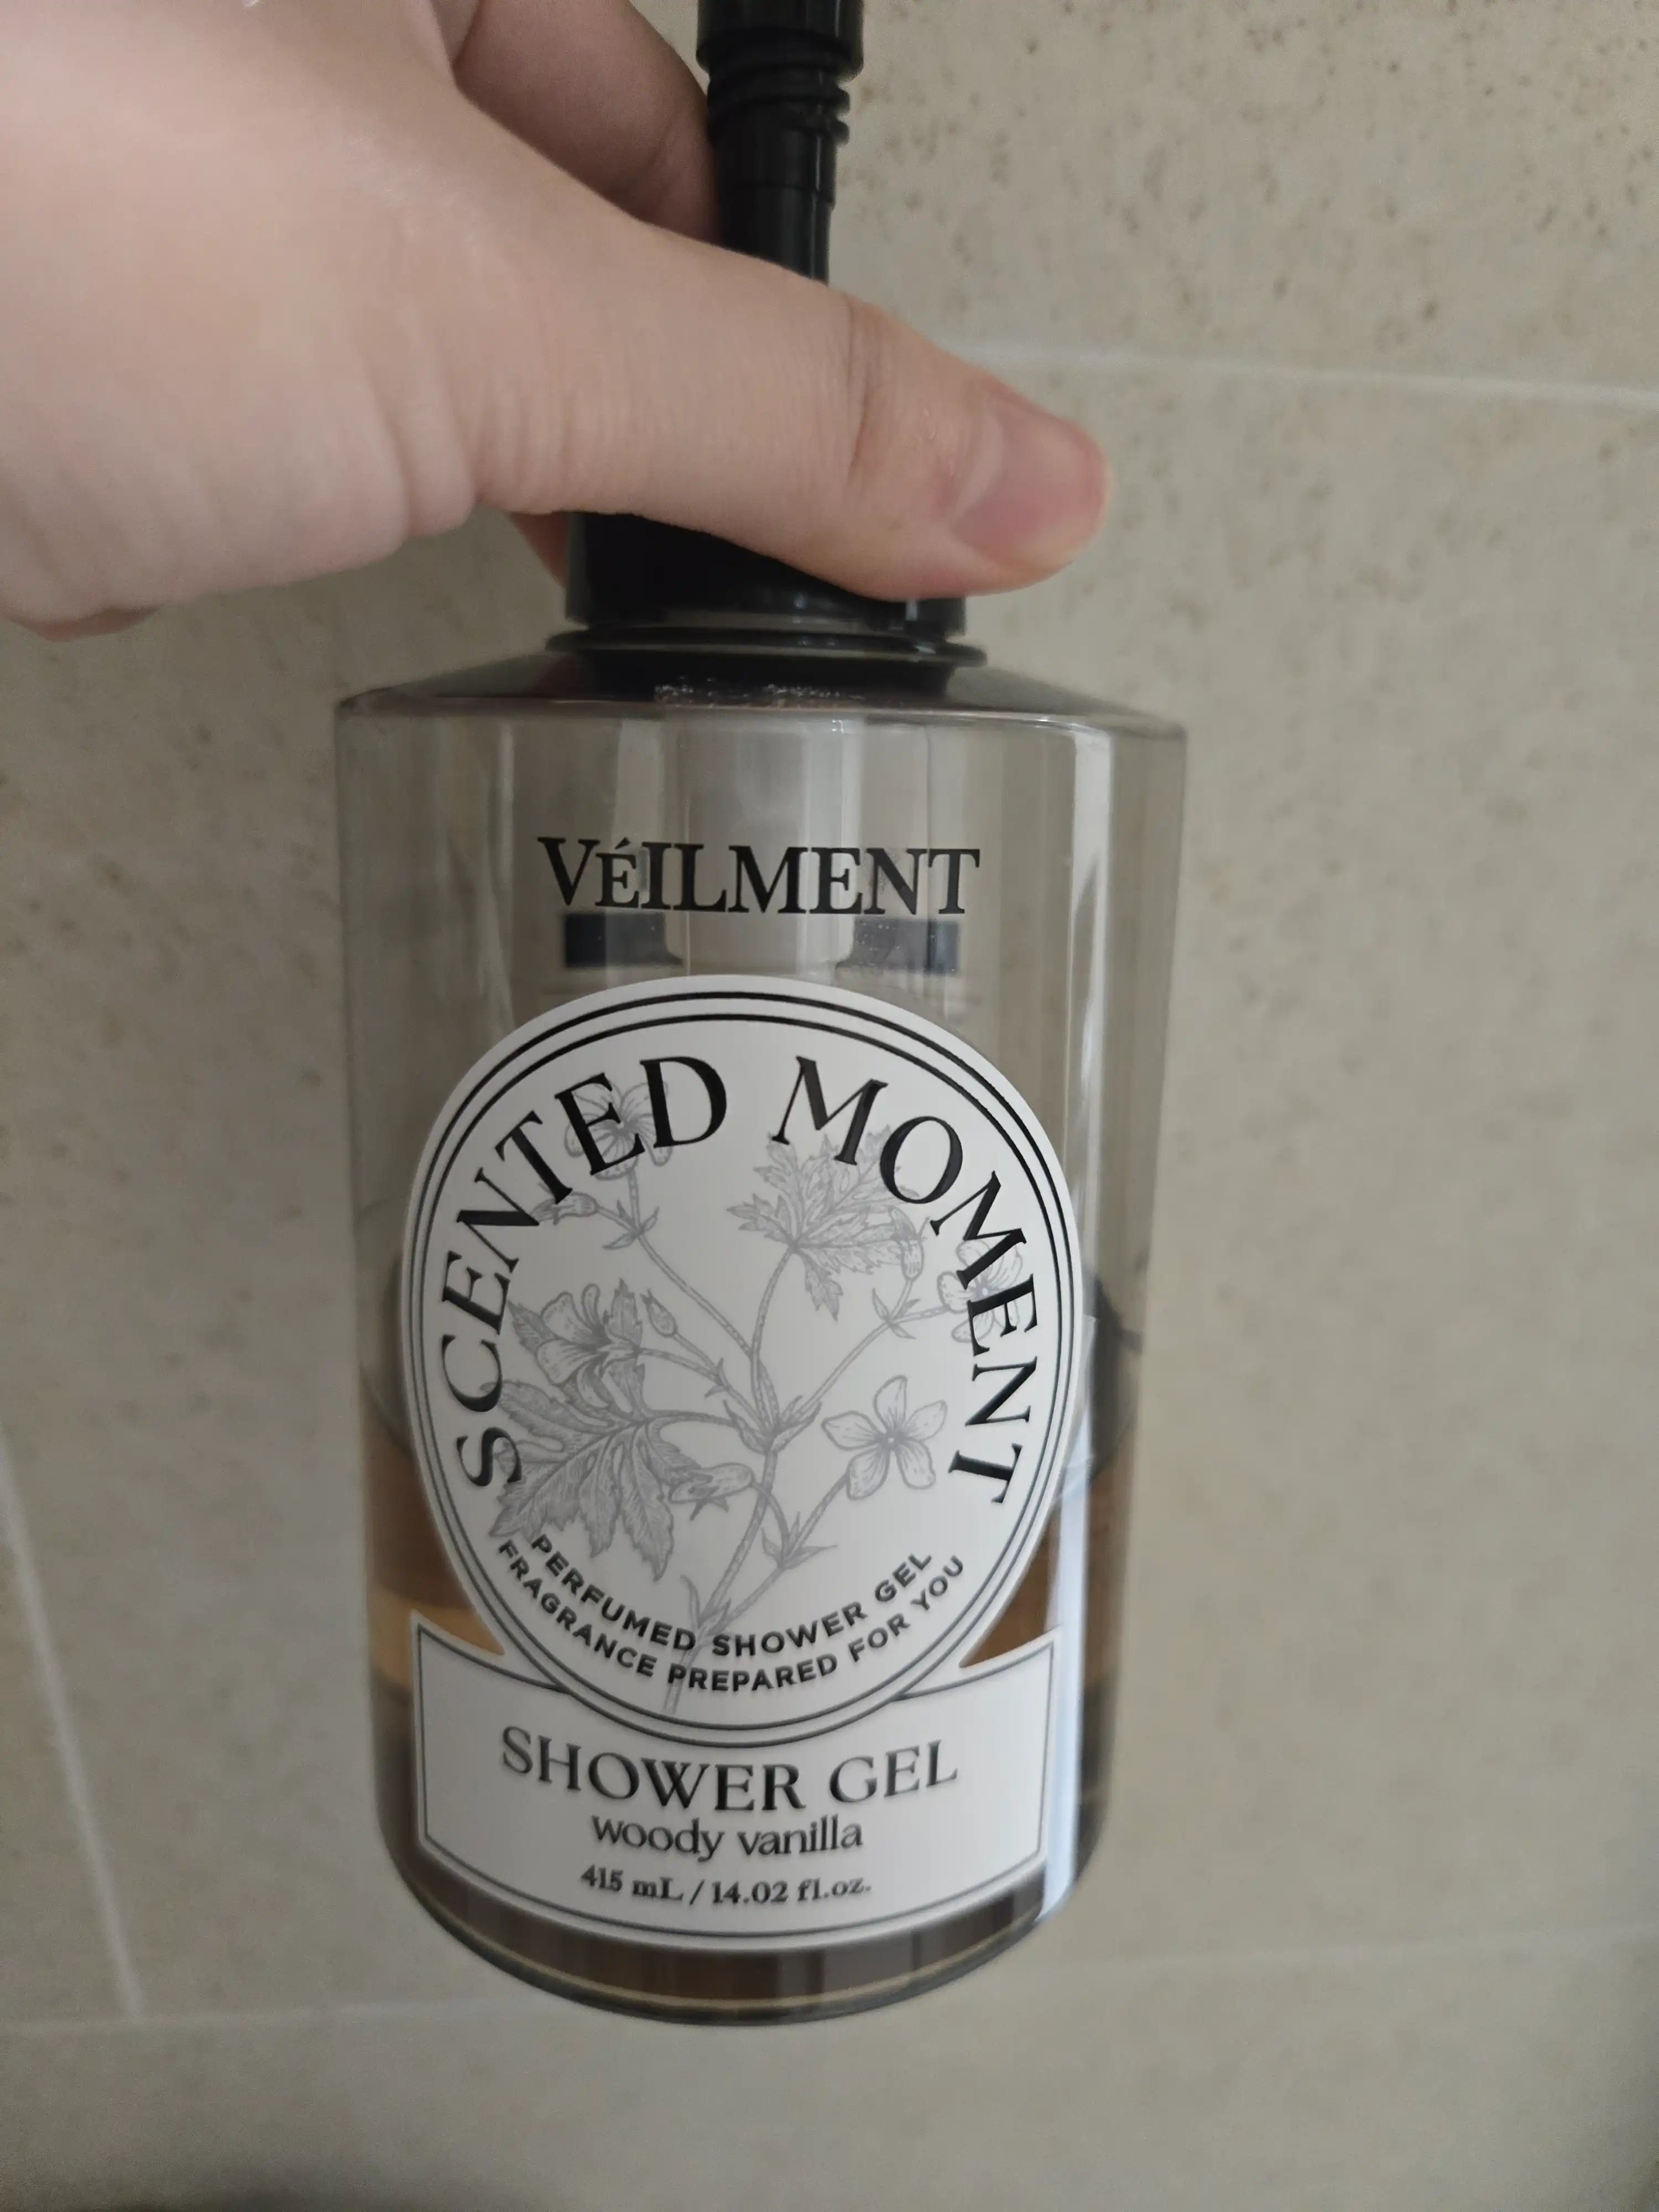 VÉILMENT
SCENTED MOMENT
PERFUMED SHOWER GEL
FRAGRANCE PREPARED FOR YOU
SHOWER GEL
woody vanilla
415 mL / 14.02 fl.oz.